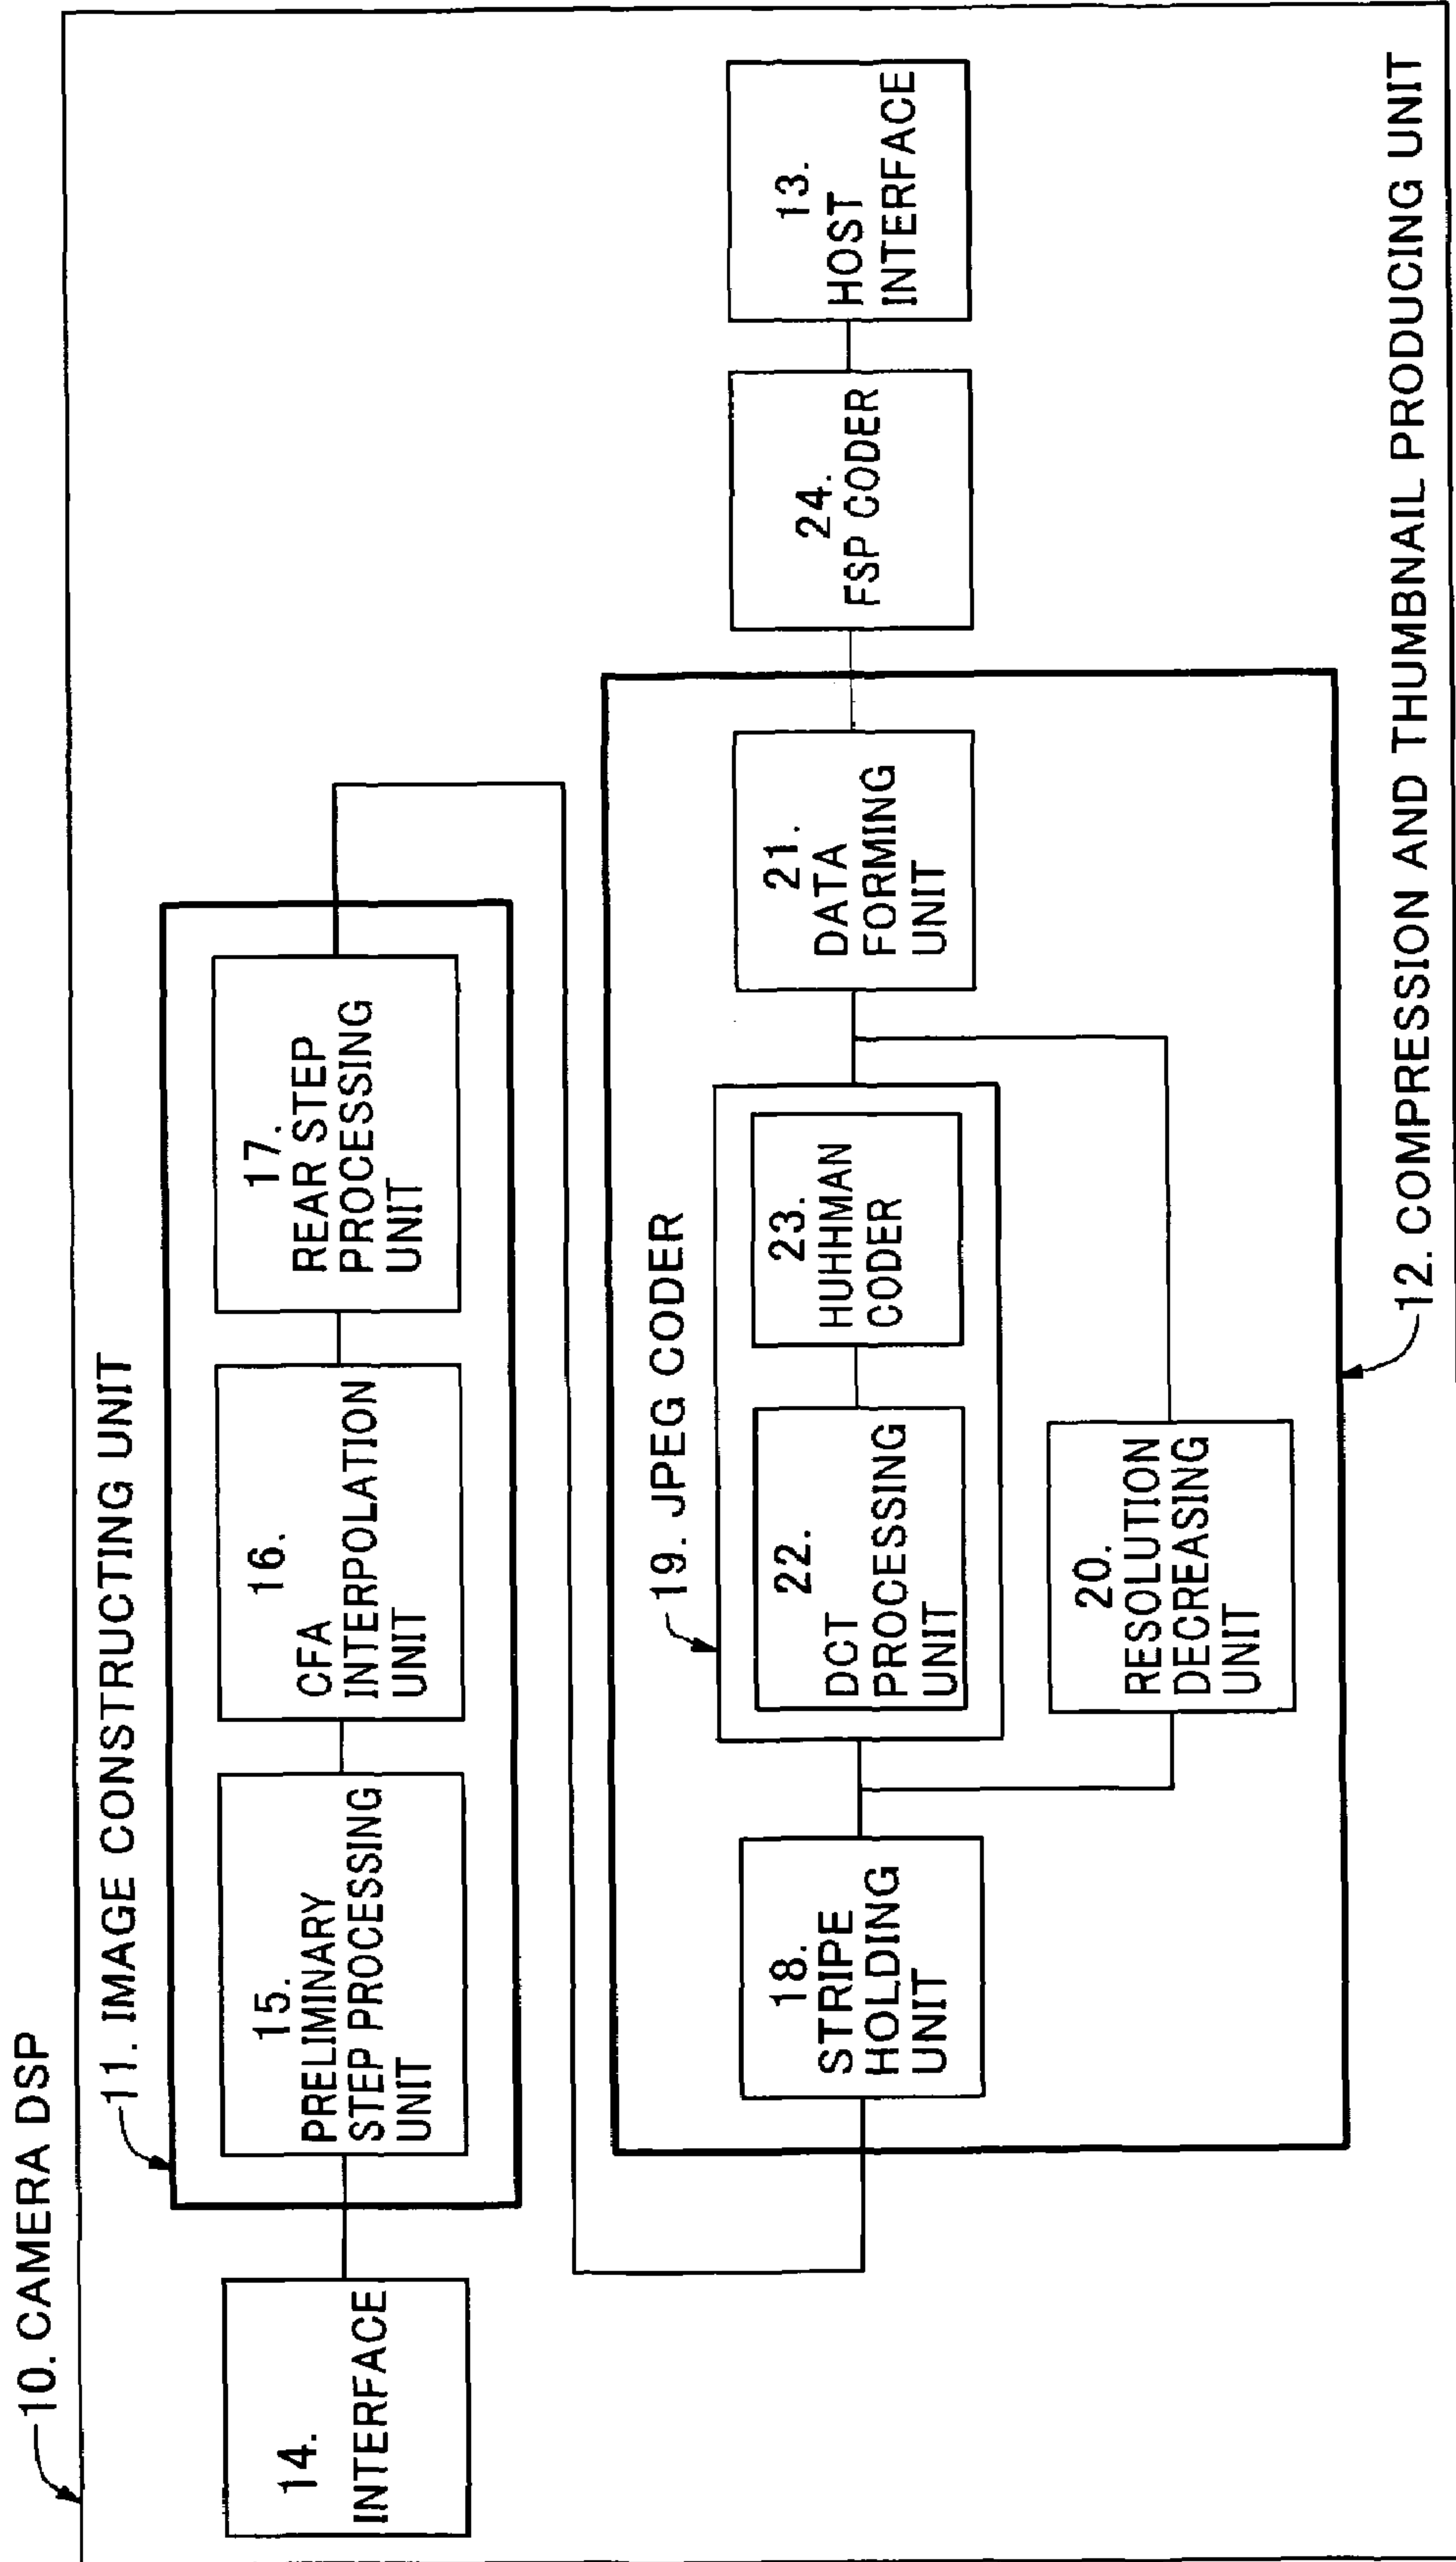 10. CAMERA DSP
11. IMAGE CONSTRUCTING UNIT
14.
INTERFACE
15.
PRELIMINARY
STEP PROCESSING
UNIT
16.
CFA
INTERPOLATION
UNIT
17.
REAR STEP
PROCESSING
UNIT
18.
STRIPE
HOLDING
UNIT
19. JPEG CODER
22.
DCT
PROCESSING
UNIT
23.
HUHHMAN
CODER
20.
RESOLUTION
DECREASING
UNIT
21.
DATA
FORMING
UNIT
24.
FSP CODER
13.
HOST
INTERFACE
12. COMPRESSION AND THUMBNAIL PRODUCING UNIT